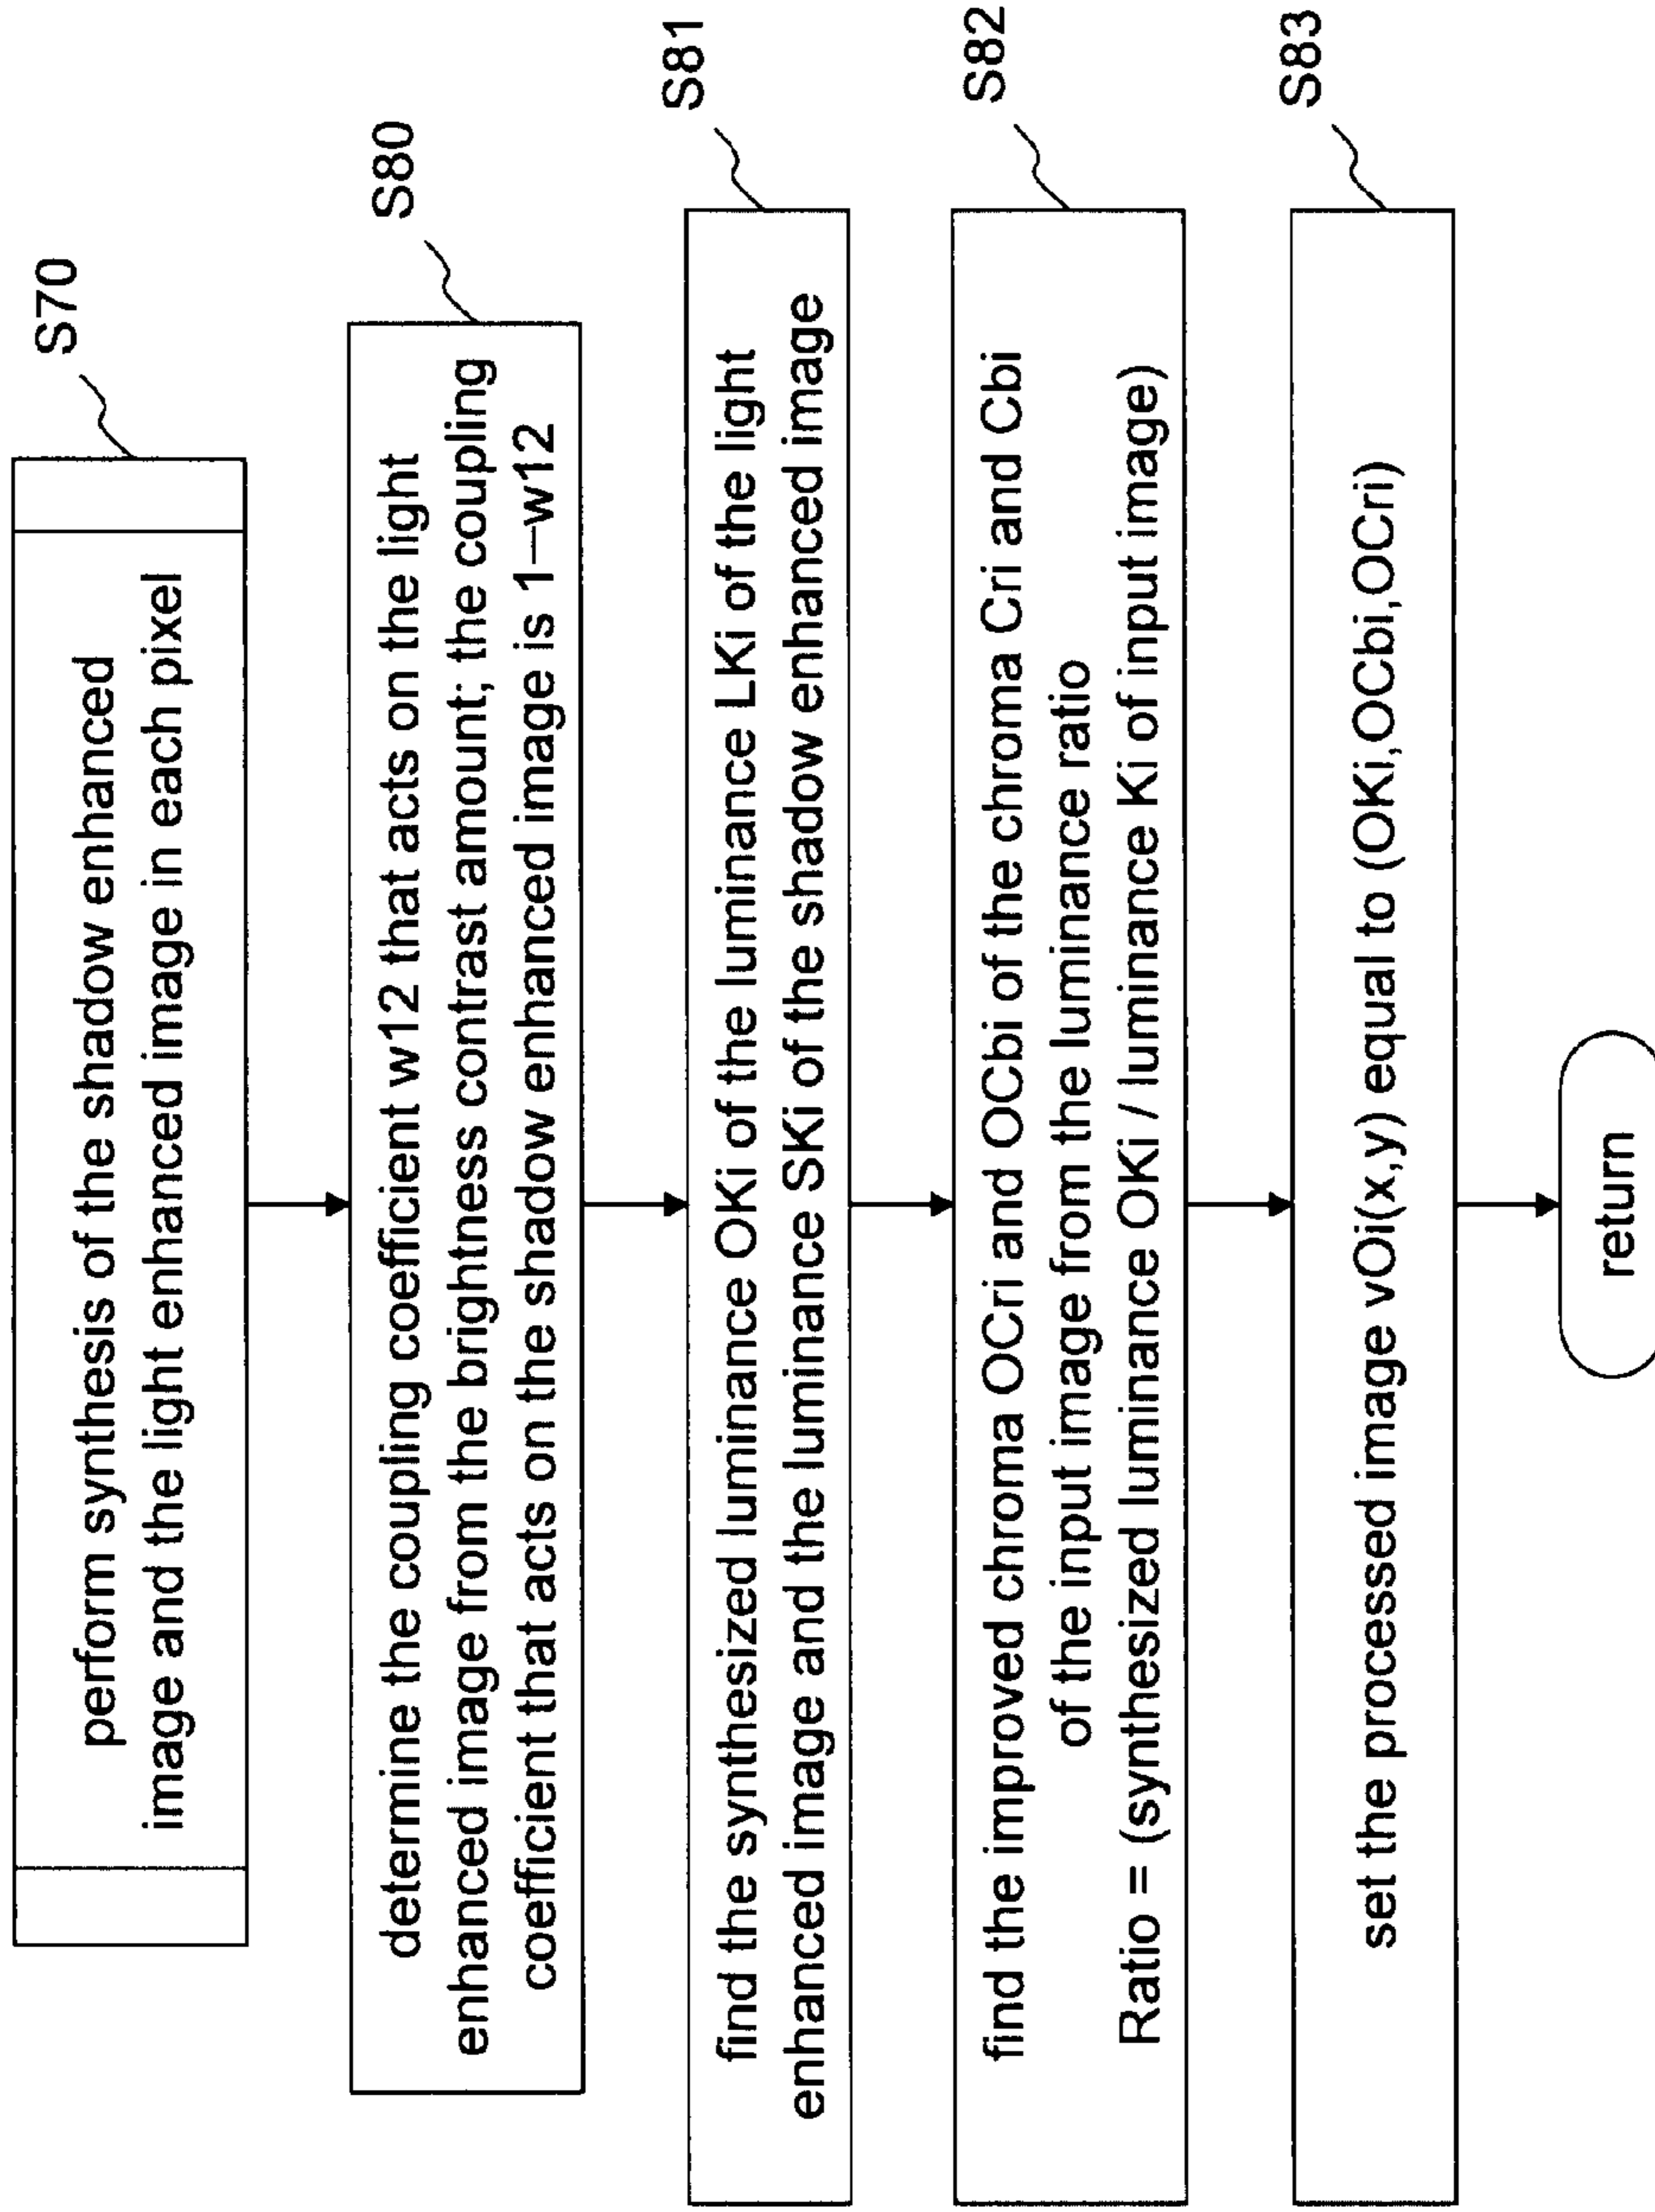 S70
perform synthesis of the shadow enhanced
image and the light enhanced image in each pixel
S80
determine the coupling coefficient w12 that acts on the light
enhanced image from the brightness contrast amount; the coupling
coefficient that acts on the shadow enhanced image is 1—w12
S81
find the synthesized luminance OKi of the luminance LKi of the light
enhanced image and the luminance SKi of the shadow enhanced image
S82
find the improved chroma OCri and OCbi of the chroma Cri and Cbi
of the input image from the luminance ratio
Ratio = (synthesized luminance OKi / luminance Ki of input image)
S83
set the processed image vOi(x,y) equal to (OKi,OCbi,OCri)
return